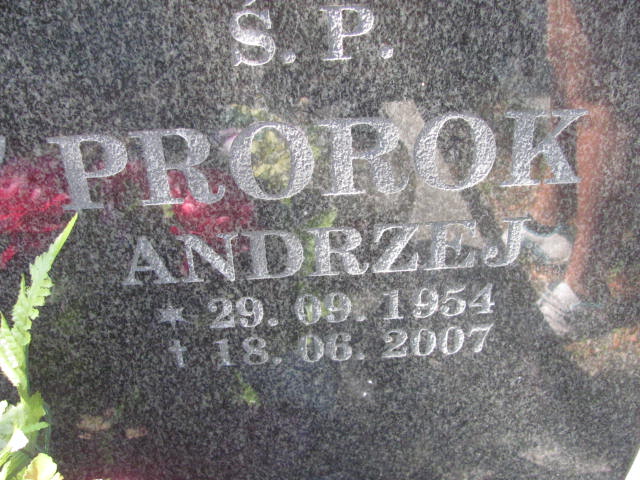 Ś. P.
PROROK
ANDRZEJ
* 29. 09. 1954
† 18. 06. 2007